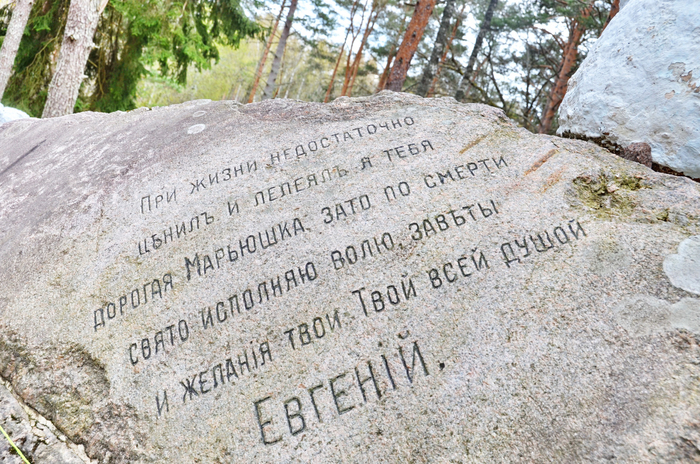 При жизни недостаточно
цѣнилъ и лелеялъ я тебя
дорогая Марьюшка, зато по смерти
свято исполняю волю, завѣты
и желанія твои. Твой всей душой
Евгеній.